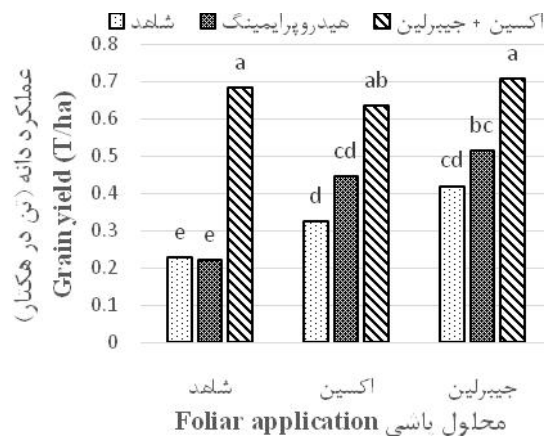 شاهد هیدروپرایمینگ اکسین + جیبرلین
عملکرد دانه (تن در هکتار)
Grain yield (T/ha)
0.8
0.7
0.6
0.5
0.4
0.3
0.2
0.1
0
e e a
d cd ab
cd bc a
شاهد اکسین جیبرلین
Foliar application محلول پاشی